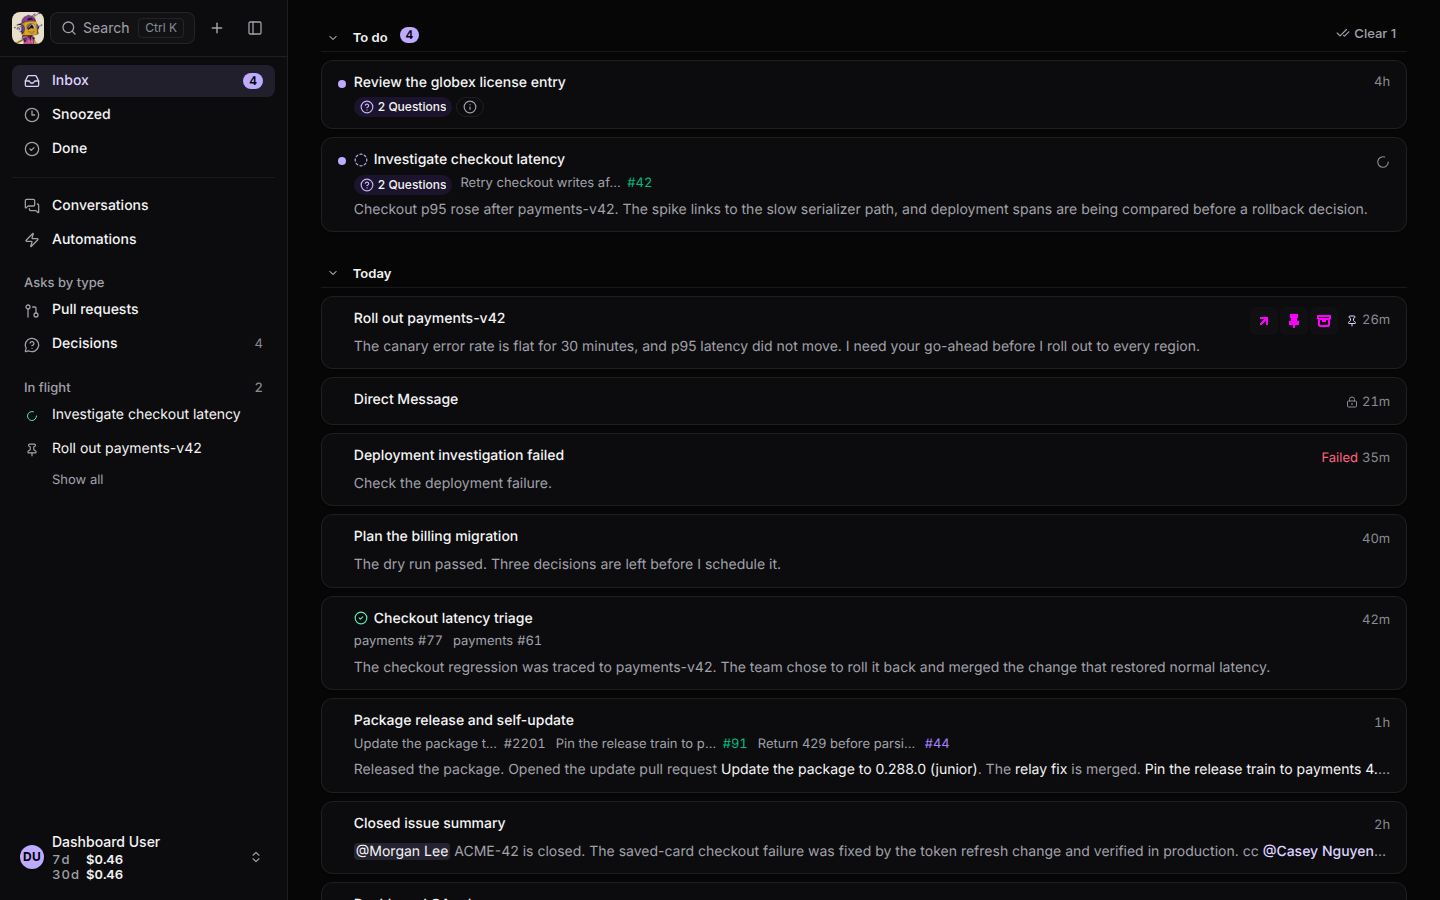 Search Ctrl K
Inbox 4
Snoozed
Done
Conversations
Automations
Asks by type
Pull requests
Decisions 4
In flight 2
Investigate checkout latency
Roll out payments-v42
Show all
DU Dashboard User
7d $0.46
30d $0.46
To do 4 Clear 1
Review the globex license entry 4h
2 Questions
Investigate checkout latency
2 Questions Retry checkout writes af... #42
Checkout p95 rose after payments-v42. The spike links to the slow serializer path, and deployment spans are being compared before a rollback decision.
Today
Roll out payments-v42 26m
The canary error rate is flat for 30 minutes, and p95 latency did not move. I need your go-ahead before I roll out to every region.
Direct Message 21m
Deployment investigation failed Failed 35m
Check the deployment failure.
Plan the billing migration 40m
The dry run passed. Three decisions are left before I schedule it.
Checkout latency triage 42m
payments #77 payments #61
The checkout regression was traced to payments-v42. The team chose to roll it back and merged the change that restored normal latency.
Package release and self-update 1h
Update the package t... #2201 Pin the release train to p... #91 Return 429 before parsi... #44
Released the package. Opened the update pull request Update the package to 0.288.0 (junior). The relay fix is merged. Pin the release train to payments 4....
Closed issue summary 2h
@Morgan Lee ACME-42 is closed. The saved-card checkout failure was fixed by the token refresh change and verified in production. cc @Casey Nguyen...